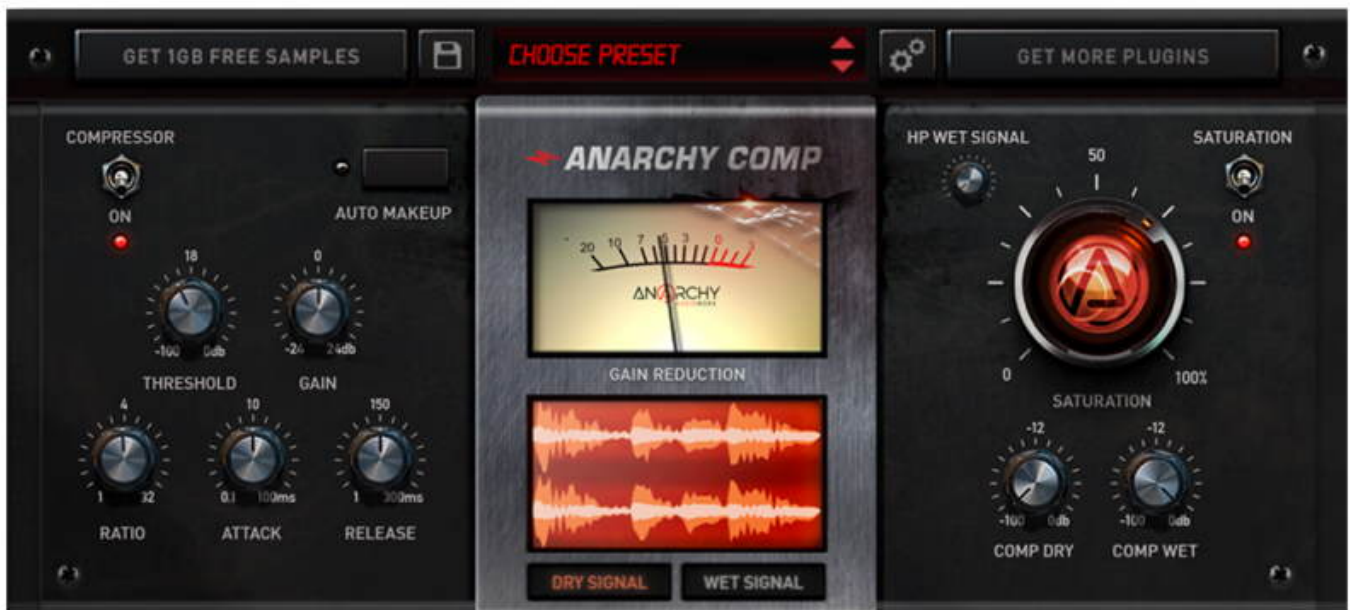 GET 1GB FREE SAMPLES
CHOOSE PRESET
GET MORE PLUGINS
COMPRESSOR
ON
AUTO MAKEUP
18
-100 0db
THRESHOLD
0
-24 24db
GAIN
4
1 32
RATIO
10
0.1 100ms
ATTACK
150
1 300ms
RELEASE
ANARCHY COMP
20 10 7 5 3 0 3
ANARCHY
GAIN REDUCTION
DRY SIGNAL
WET SIGNAL
HP WET SIGNAL
SATURATION
ON
50
0
100%
SATURATION
-12
-100 0db
COMP DRY
-12
-100 0db
COMP WET